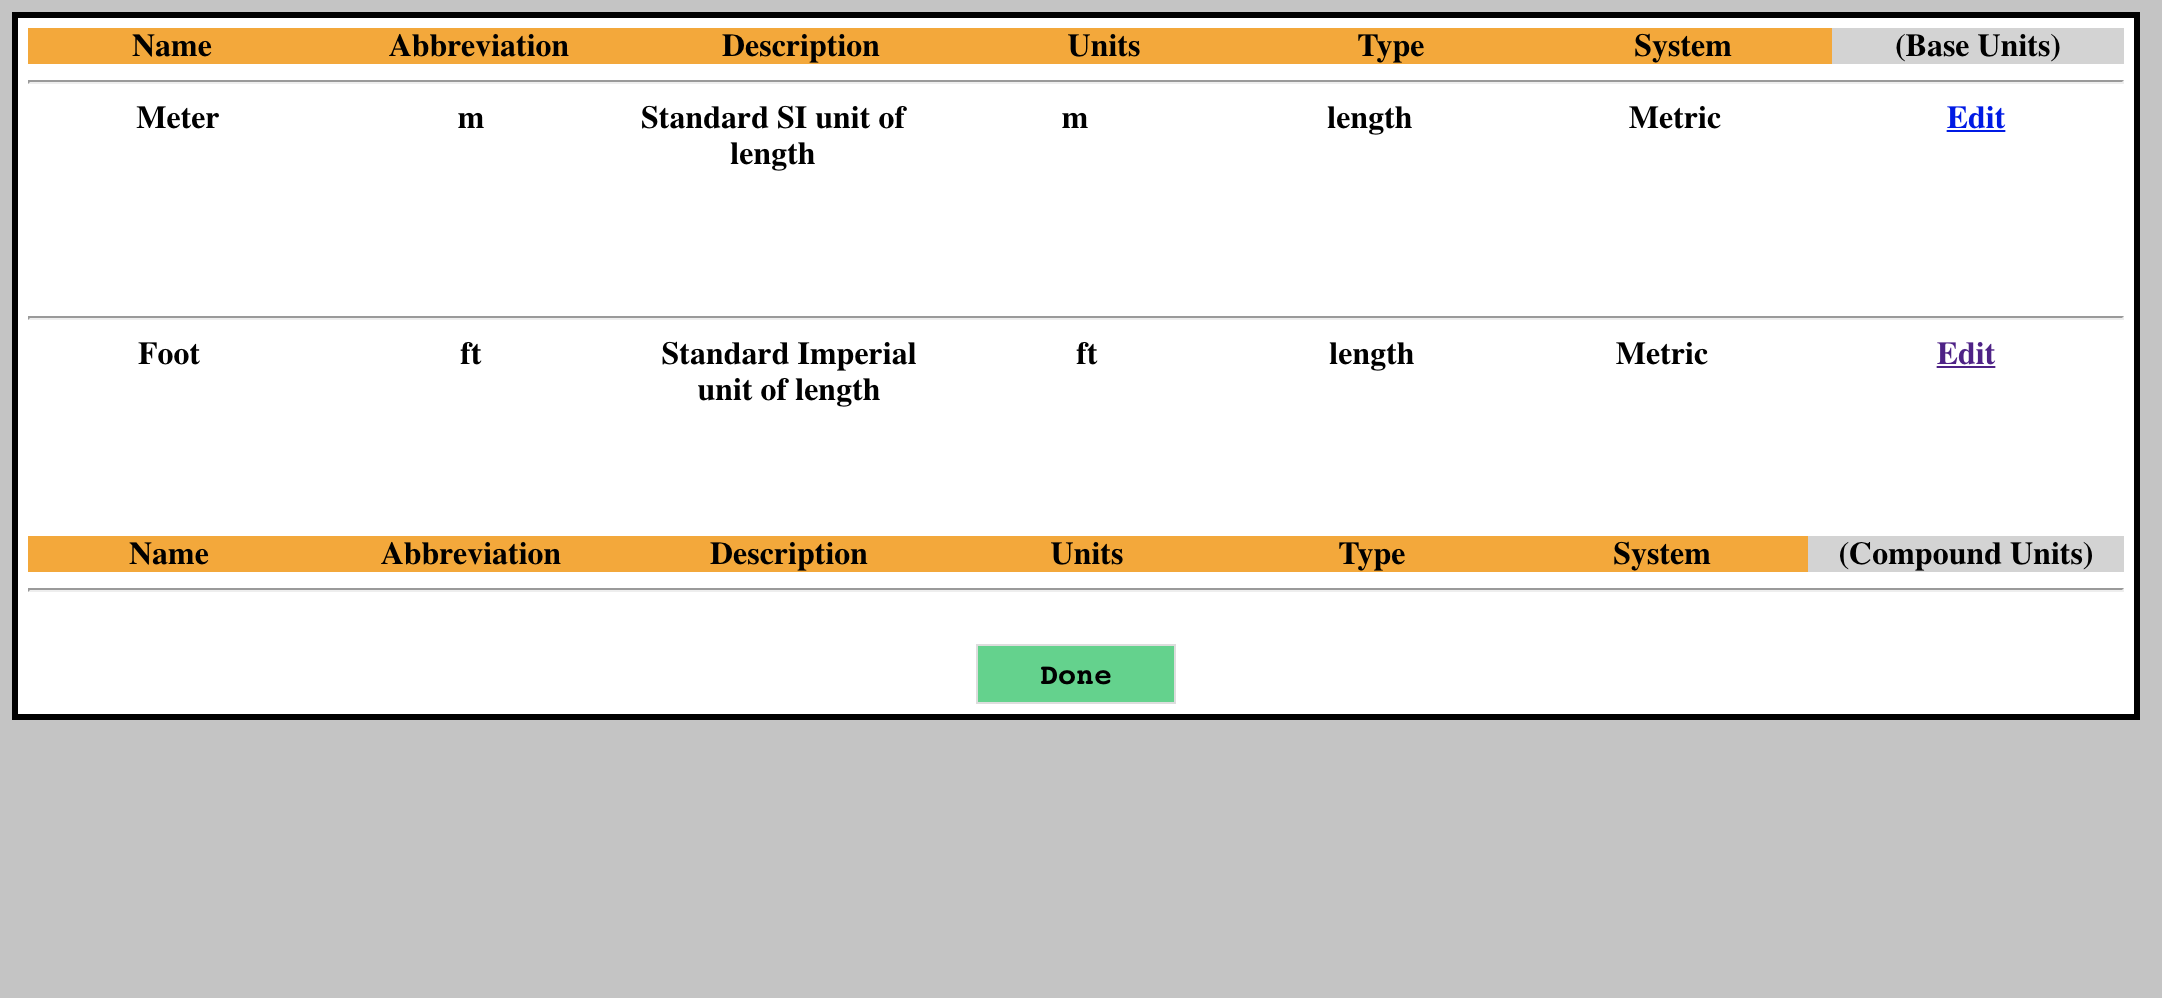 Name Abbreviation Description Units Type System (Base Units)
Meter m Standard SI unit of length m length Metric Edit
Foot ft Standard Imperial unit of length ft length Metric Edit
Name Abbreviation Description Units Type System (Compound Units)
Done